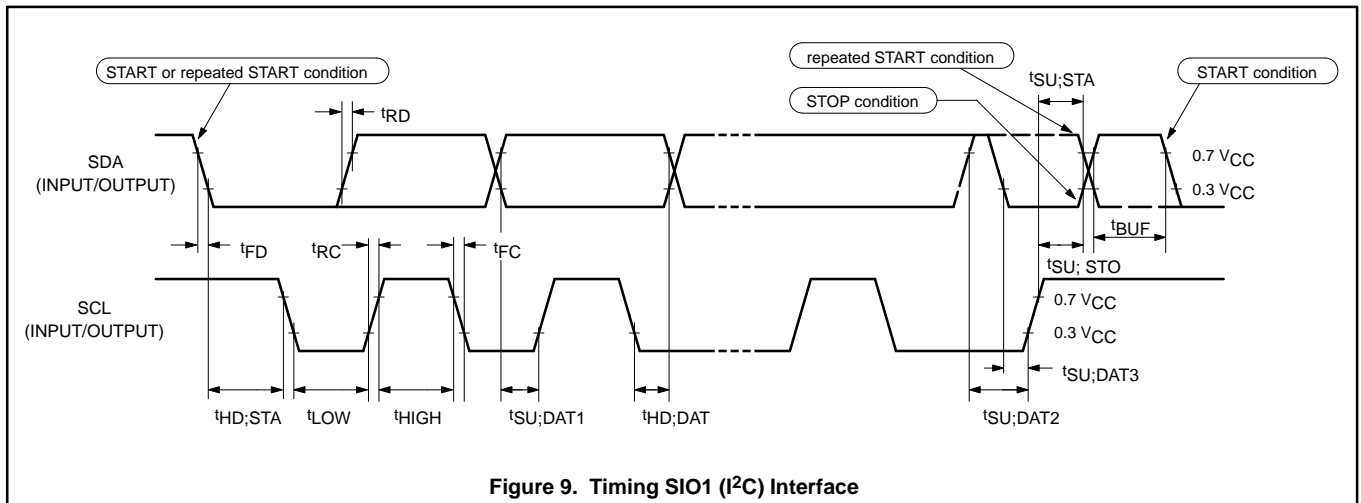 START or repeated START condition
repeated START condition
tSU;STA
START condition
STOP condition
tRD
SDA
(INPUT/OUTPUT)
0.7 VCC
0.3 VCC
tFD
tRC
tFC
tBUF
tSU; STO
SCL
(INPUT/OUTPUT)
0.7 VCC
0.3 VCC
tSU;DAT3
tHD;STA
tLOW
tHIGH
tSU;DAT1
tHD;DAT
tSU;DAT2
Figure 9. Timing SIO1 (I2C) Interface